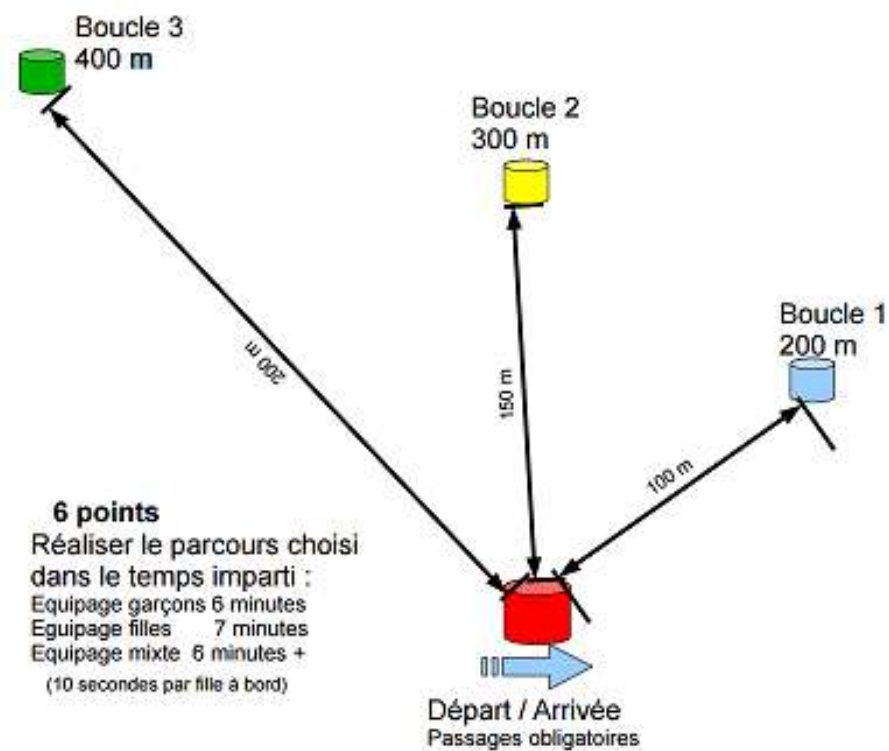 Boucle 3
400 m
Boucle 2
300 m
Boucle 1
200 m
200 m
150 m
100 m
6 points
Réaliser le parcours choisi
dans le temps imparti :
Equipage garçons 6 minutes
Eguipage filles 7 minutes
Equipage mixte 6 minutes +
(10 secondes par fille à bord)
Départ / Arrivée
Passages obligatoires